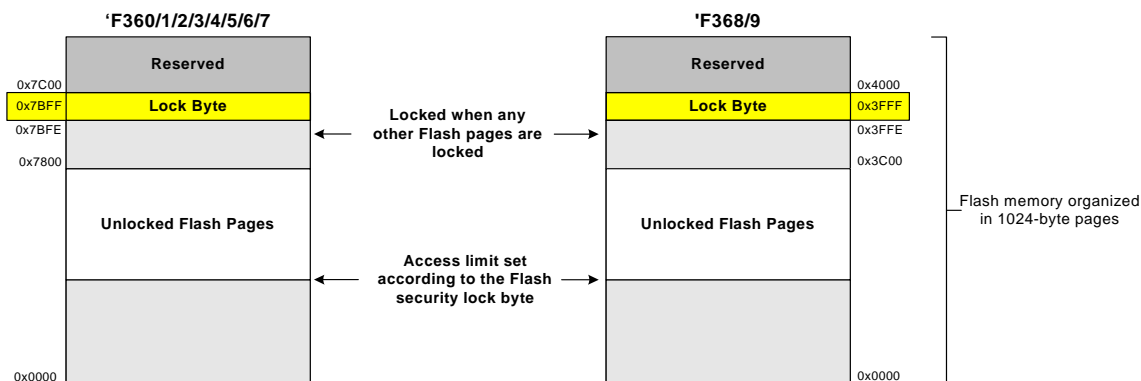 ‘F360/1/2/3/4/5/6/7
Reserved
0x7C00
0x7BFF
Lock Byte
0x7BFE
0x7800
Unlocked Flash Pages
0x0000
Locked when any
other Flash pages are
locked
Access limit set
according to the Flash
security lock byte
'F368/9
Reserved
0x4000
Lock Byte
0x3FFF
0x3FFE
0x3C00
Unlocked Flash Pages
0x0000
Flash memory organized
in 1024-byte pages